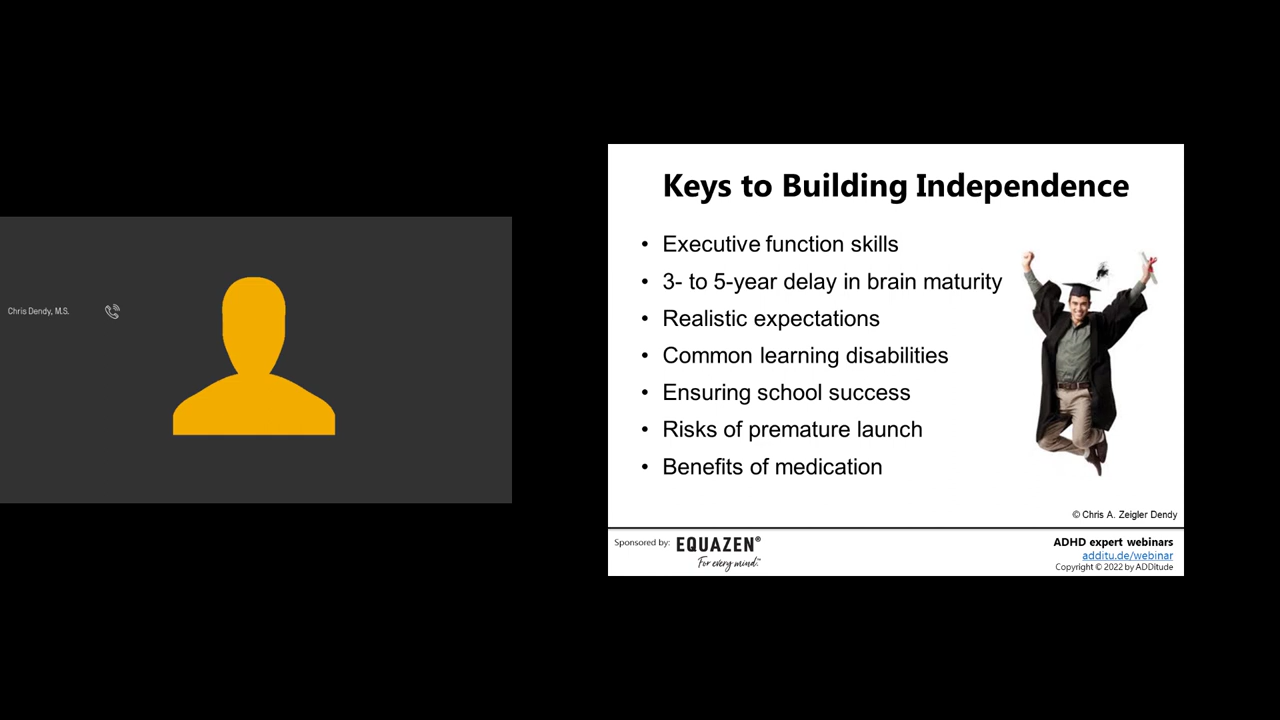 Chris Dendy, M.S.
Keys to Building Independence
• Executive function skills
• 3- to 5-year delay in brain maturity
• Realistic expectations
• Common learning disabilities
• Ensuring school success
• Risks of premature launch
• Benefits of medication
© Chris A. Zeigler Dendy
Sponsored by: EQUAZEN®
For every mind.™
ADHD expert webinars
additu.de/webinar
Copyright © 2022 by ADDitude